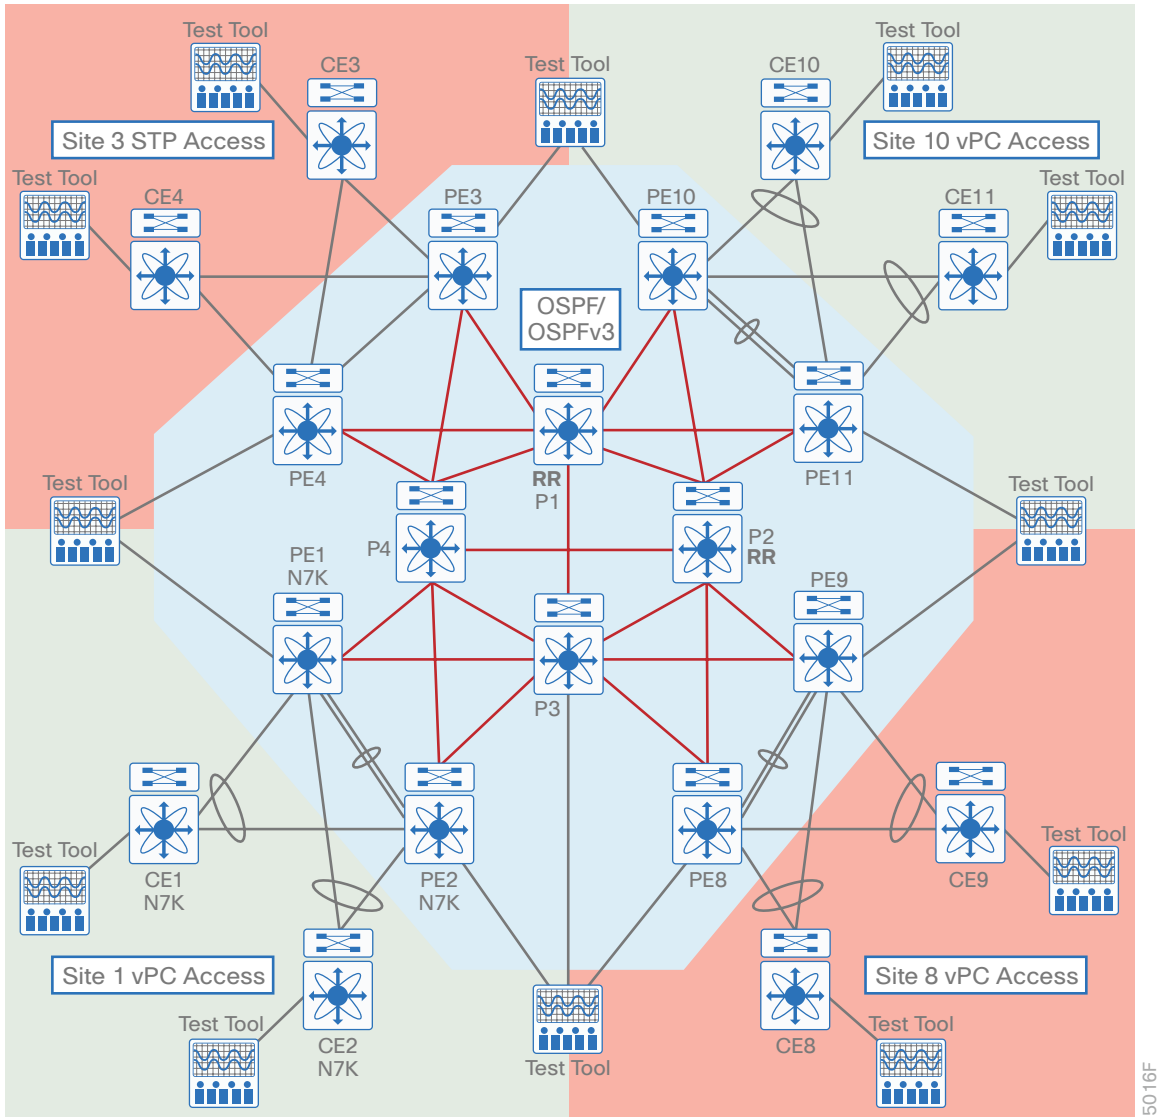 Test Tool
Test Tool
CE3
Test Tool
CE10
Site 3 STP Access
Site 10 vPC Access
Test Tool
CE4
PE3
PE10
CE11
Test Tool
OSPF/
OSPFv3
PE4
RR
P1
PE11
Test Tool
Test Tool
P4
P2
RR
PE1
N7K
PE9
P3
Test Tool
CE1
N7K
PE2
N7K
PE8
CE9
Test Tool
Site 1 vPC Access
Site 8 vPC Access
Test Tool
CE2
N7K
Test Tool
CE8
Test Tool
5016F